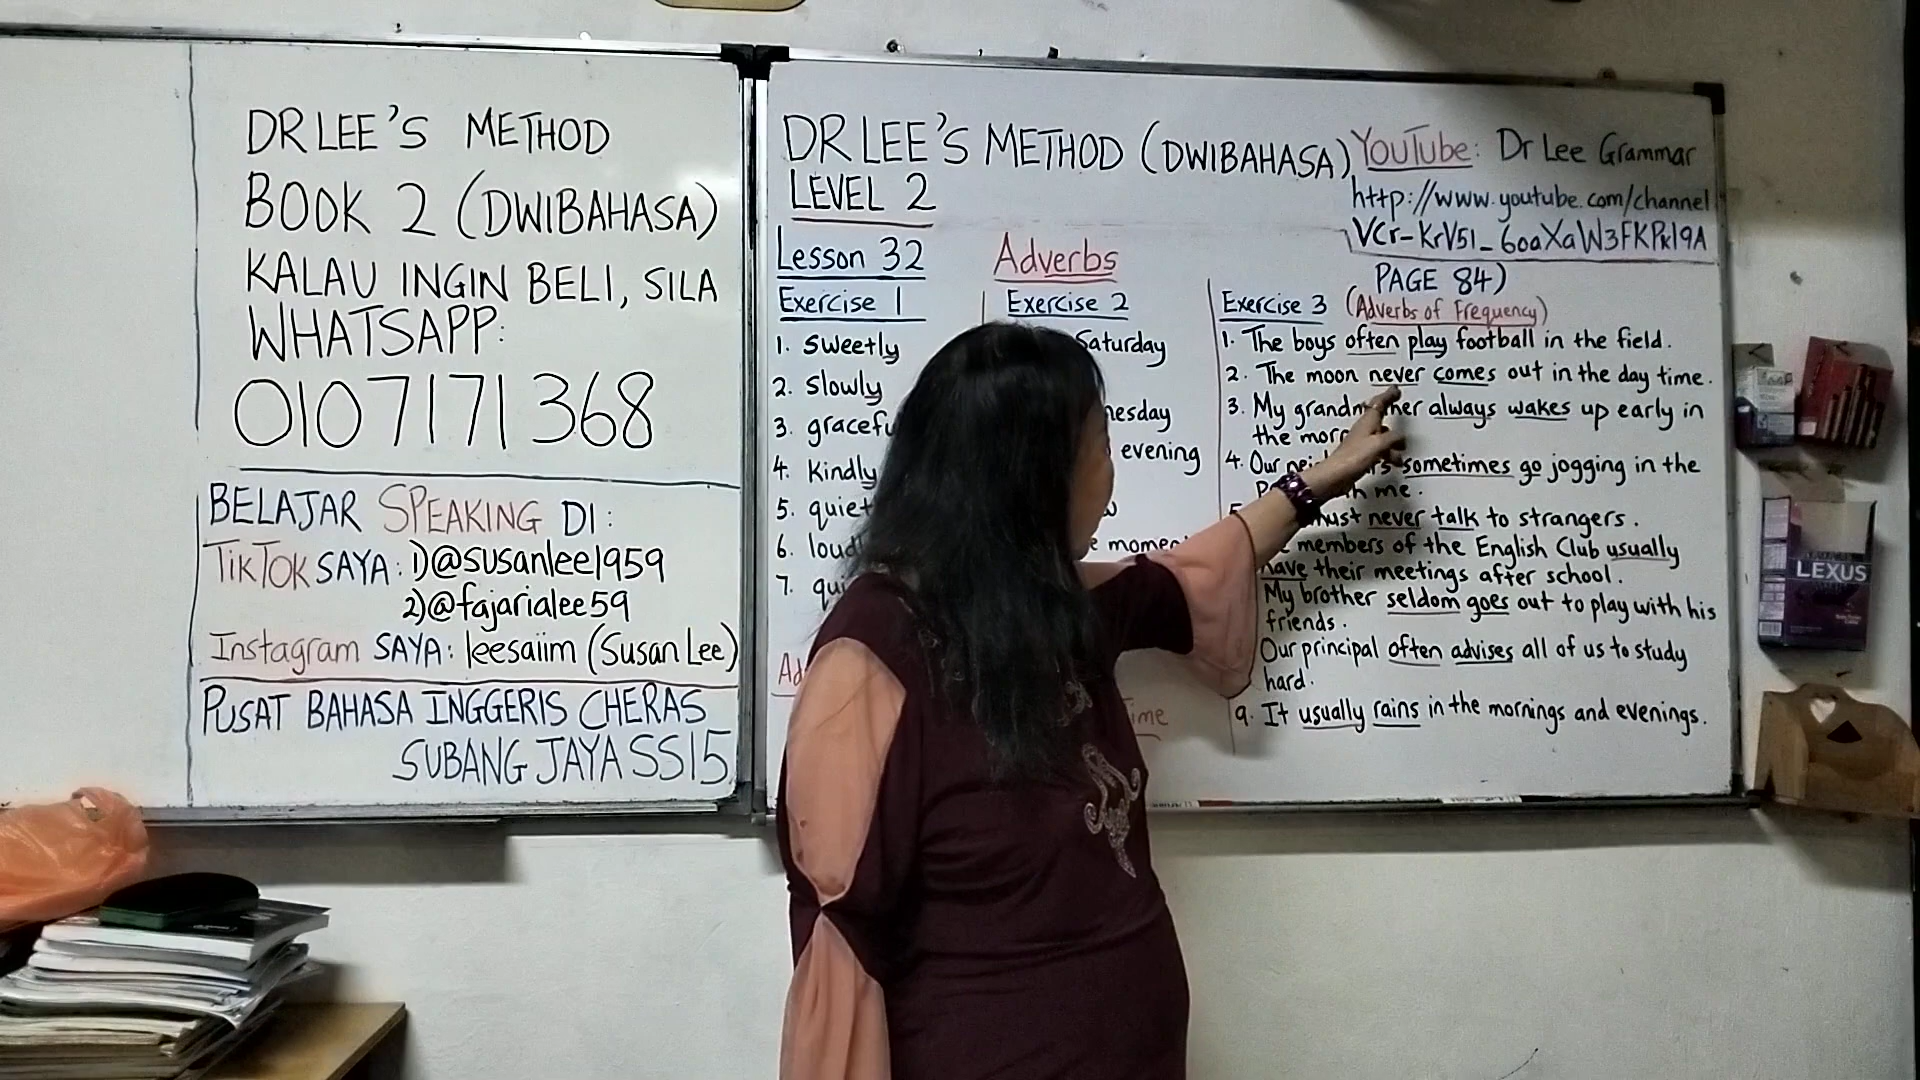 DR LEE'S METHOD
BOOK 2 (DWIBAHASA)
KALAU INGIN BELI, SILA
WHATSAPP:
0107171368
BELAJAR SPEAKING DI:
TikTok SAYA: 1)@susanlee1959
2)@fajarialee59
Instagram SAYA: leesaiim (Susan Lee)
PUSAT BAHASA INGGERIS CHERAS
SUBANG JAYA SS15
DR LEE'S METHOD (DWIBAHASA)
LEVEL 2
YouTube: Dr Lee Grammar
http://www.youtube.com/channel
VCr-KrV51_6oaXaW3FKPk19A
Lesson 32
Adverbs
PAGE 84)
Exercise 1
1. sweetly
2. slowly
3.
4. kindly
5.
6.
7.
Exercise 2
Saturday
evening
Exercise 3 (Adverbs of Frequency)
1. The boys often play football in the field.
2. The moon never comes out in the day time.
3. My always wakes up early in
the
4. Our sometimes go jogging in the
me.
never talk to strangers.
members of the English Club usually
have their meetings after school.
My brother seldom goes out to play with his
friends.
Our principal often advises all of us to study
hard.
9. It usually rains in the mornings and evenings.
LEXUS